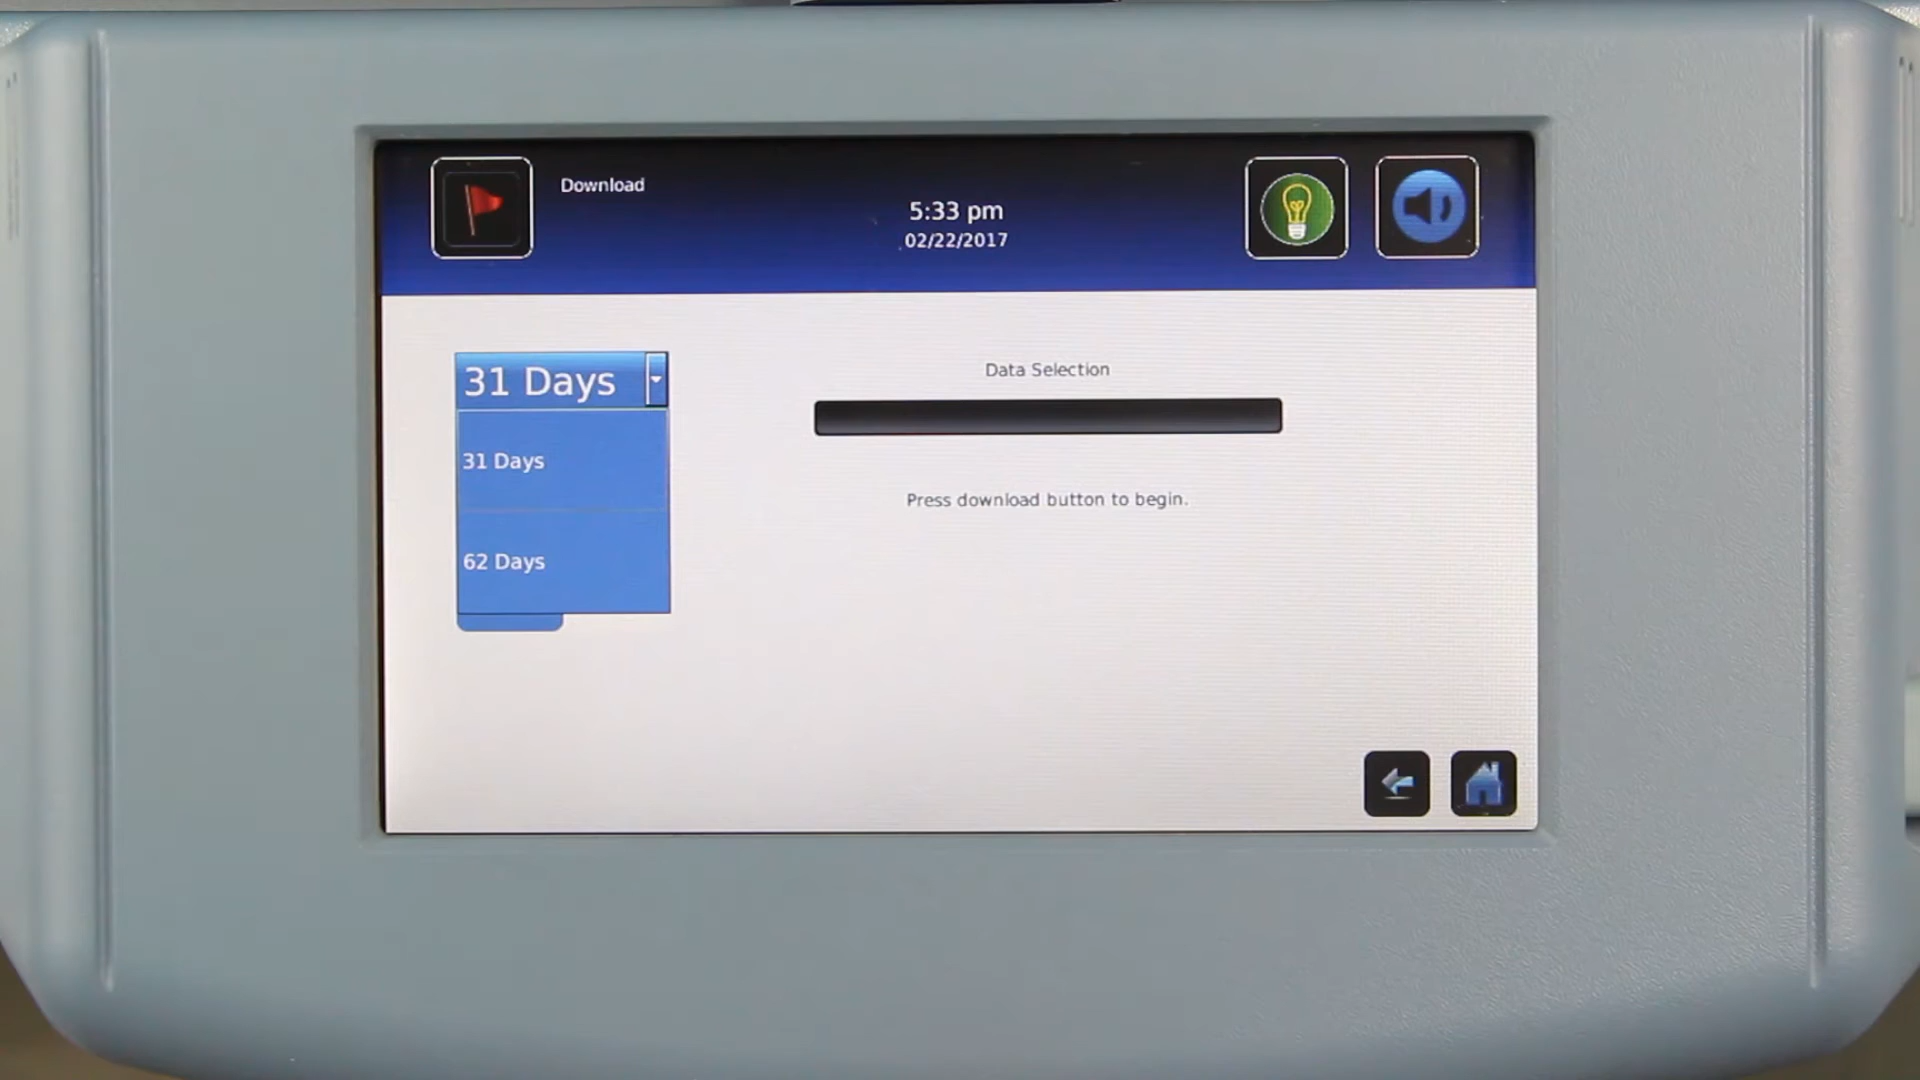 Download
5:33 pm
02/22/2017
31 Days
31 Days
62 Days
Data Selection
Press download button to begin.